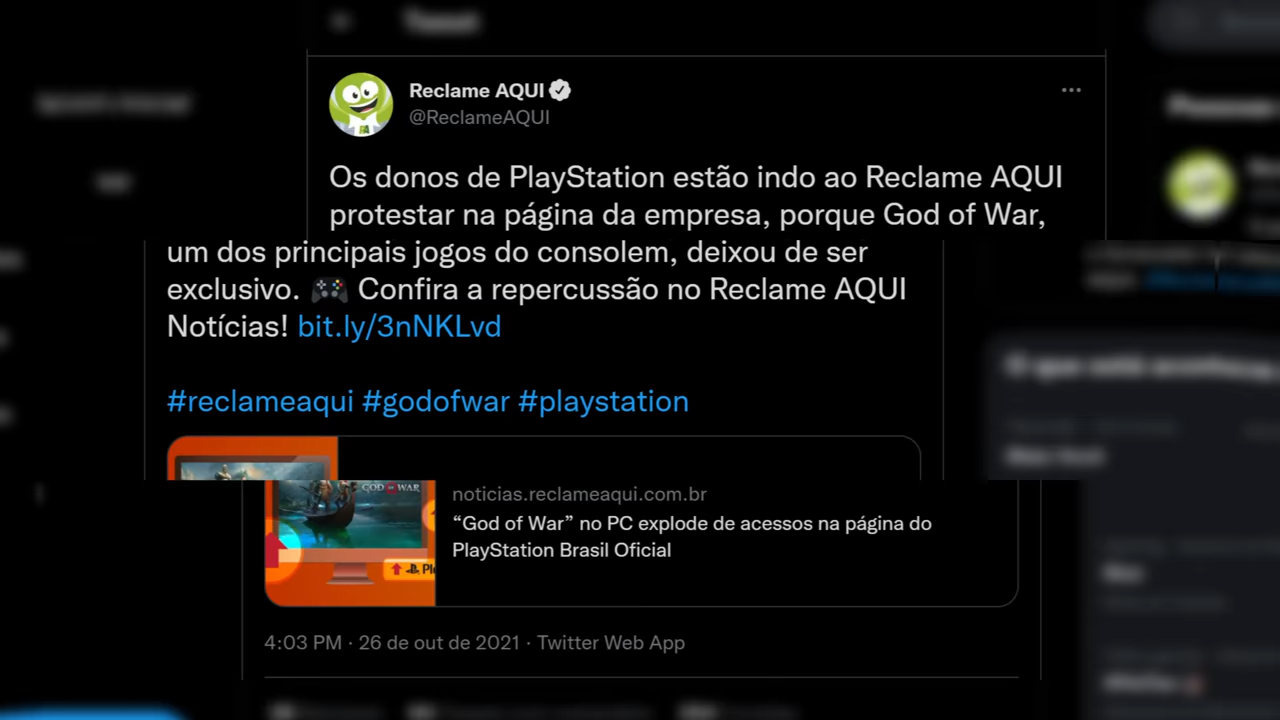 Tweet
Reclame AQUI
@ReclameAQUI
Os donos de PlayStation estão indo ao Reclame AQUI
protestar na página da empresa, porque God of War,
um dos principais jogos do consolem, deixou de ser
exclusivo. 🎮 Confira a repercussão no Reclame AQUI
Notícias! bit.ly/3nNKLvd
#reclameaqui #godofwar #playstation
GOD OF WAR
noticias.reclameaqui.com.br
“God of War” no PC explode de acessos na página do
PlayStation Brasil Oficial
4:03 PM · 26 de out de 2021 · Twitter Web App
O que está